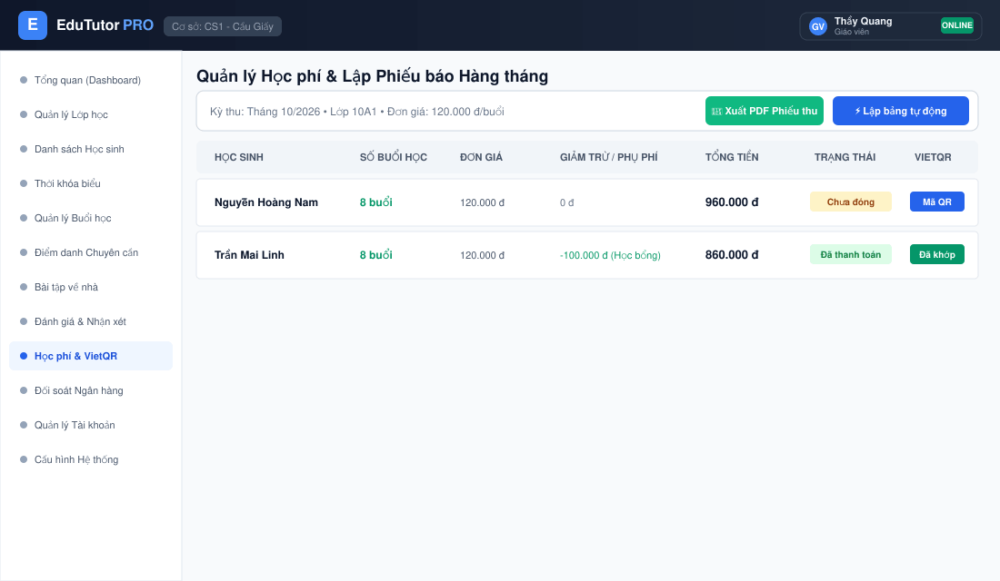 E EduTutor PRO Cơ sở: CS1 - Cầu Giấy
GV Thầy Quang
Giáo viên
ONLINE
Tổng quan (Dashboard)
Quản lý Lớp học
Danh sách Học sinh
Thời khóa biểu
Quản lý Buổi học
Điểm danh Chuyên cần
Bài tập về nhà
Đánh giá & Nhận xét
Học phí & VietQR
Đối soát Ngân hàng
Quản lý Tài khoản
Cấu hình Hệ thống
Quản lý Học phí & Lập Phiếu báo Hàng tháng
Kỳ thu: Tháng 10/2026 • Lớp 10A1 • Đơn giá: 120.000 đ/buổi
Xuất PDF Phiếu thu
⚡ Lập bảng tự động
HỌC SINH SỐ BUỔI HỌC ĐƠN GIÁ GIẢM TRỪ / PHỤ PHÍ TỔNG TIỀN TRẠNG THÁI VIETQR
Nguyễn Hoàng Nam 8 buổi 120.000 đ 0 đ 960.000 đ Chưa đóng Mã QR
Trần Mai Linh 8 buổi 120.000 đ -100.000 đ (Học bổng) 860.000 đ Đã thanh toán Đã khớp